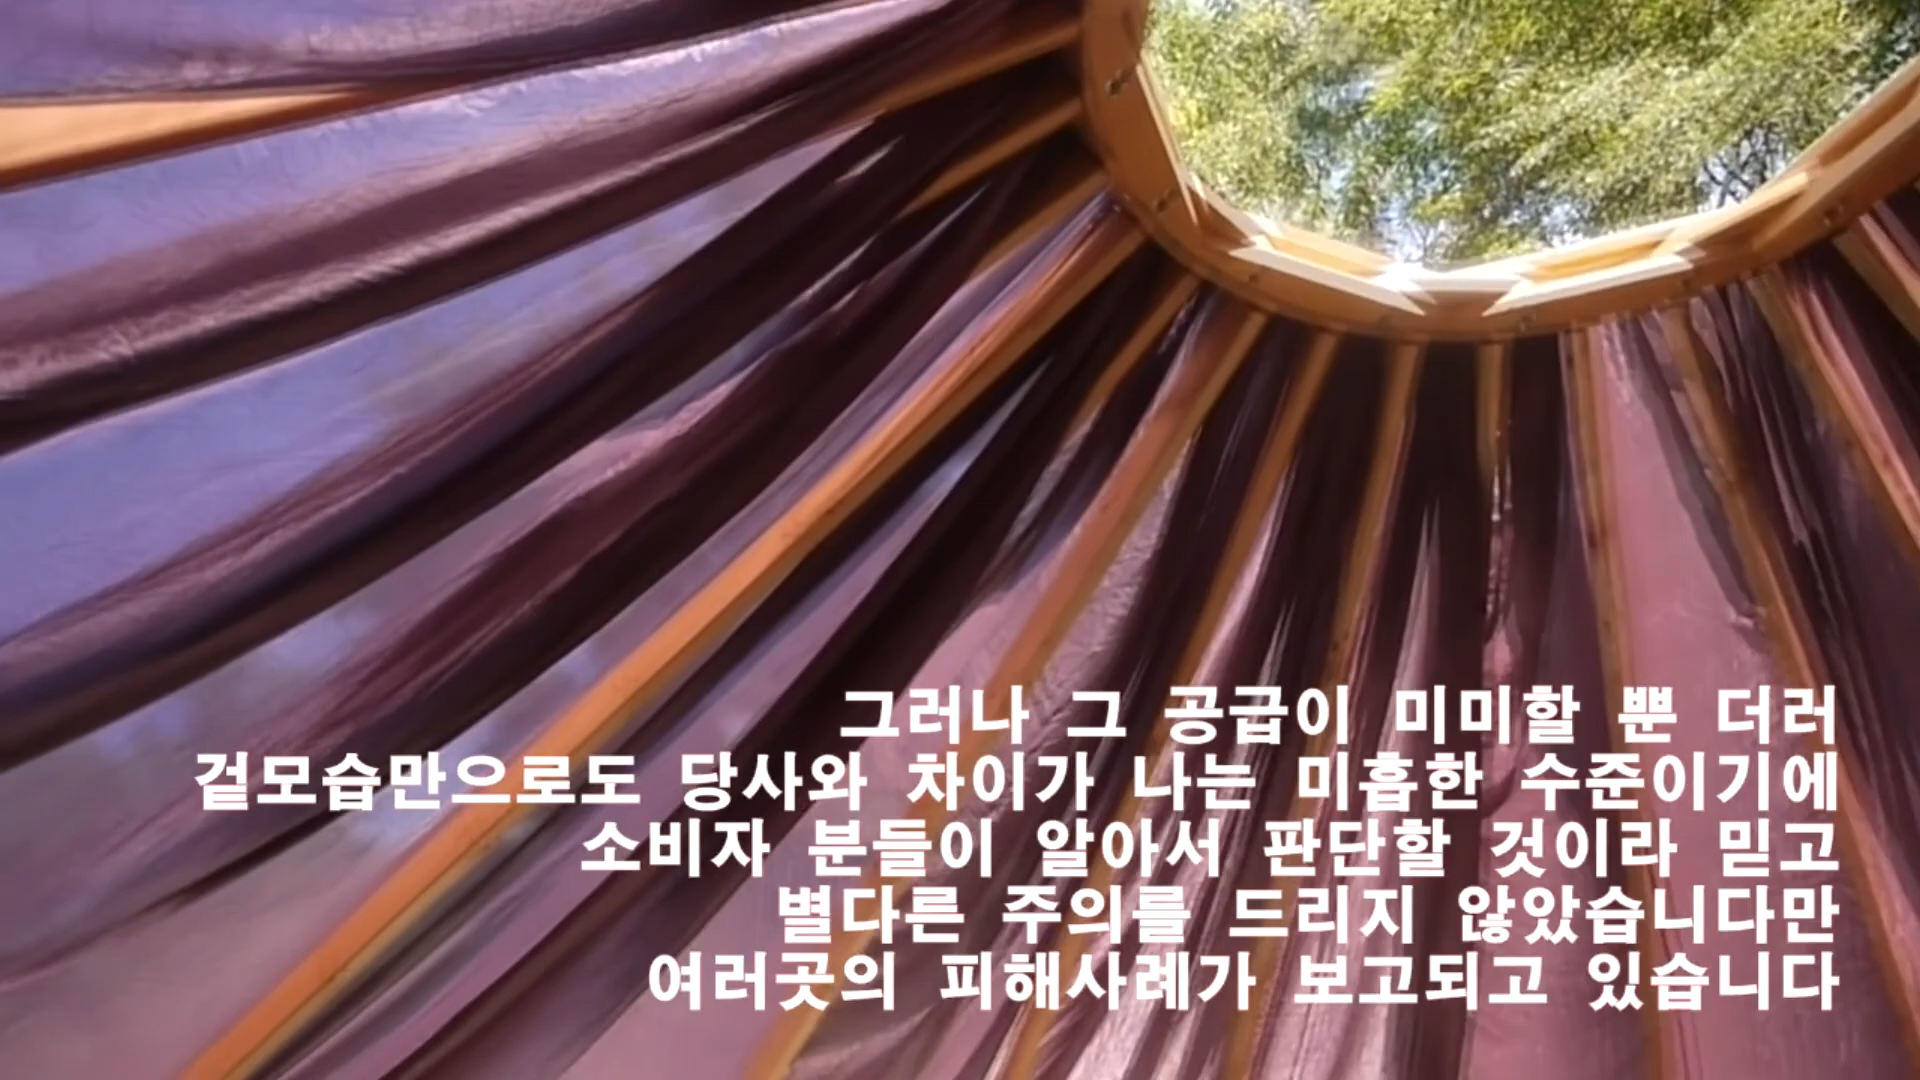 그러나 그 공급이 미미할 뿐 더러
겉모습만으로도 당사와 차이가 나는 미흡한 수준이기에
소비자 분들이 알아서 판단할 것이라 믿고
별다른 주의를 드리지 않았습니다만
여러곳의 피해사례가 보고되고 있습니다